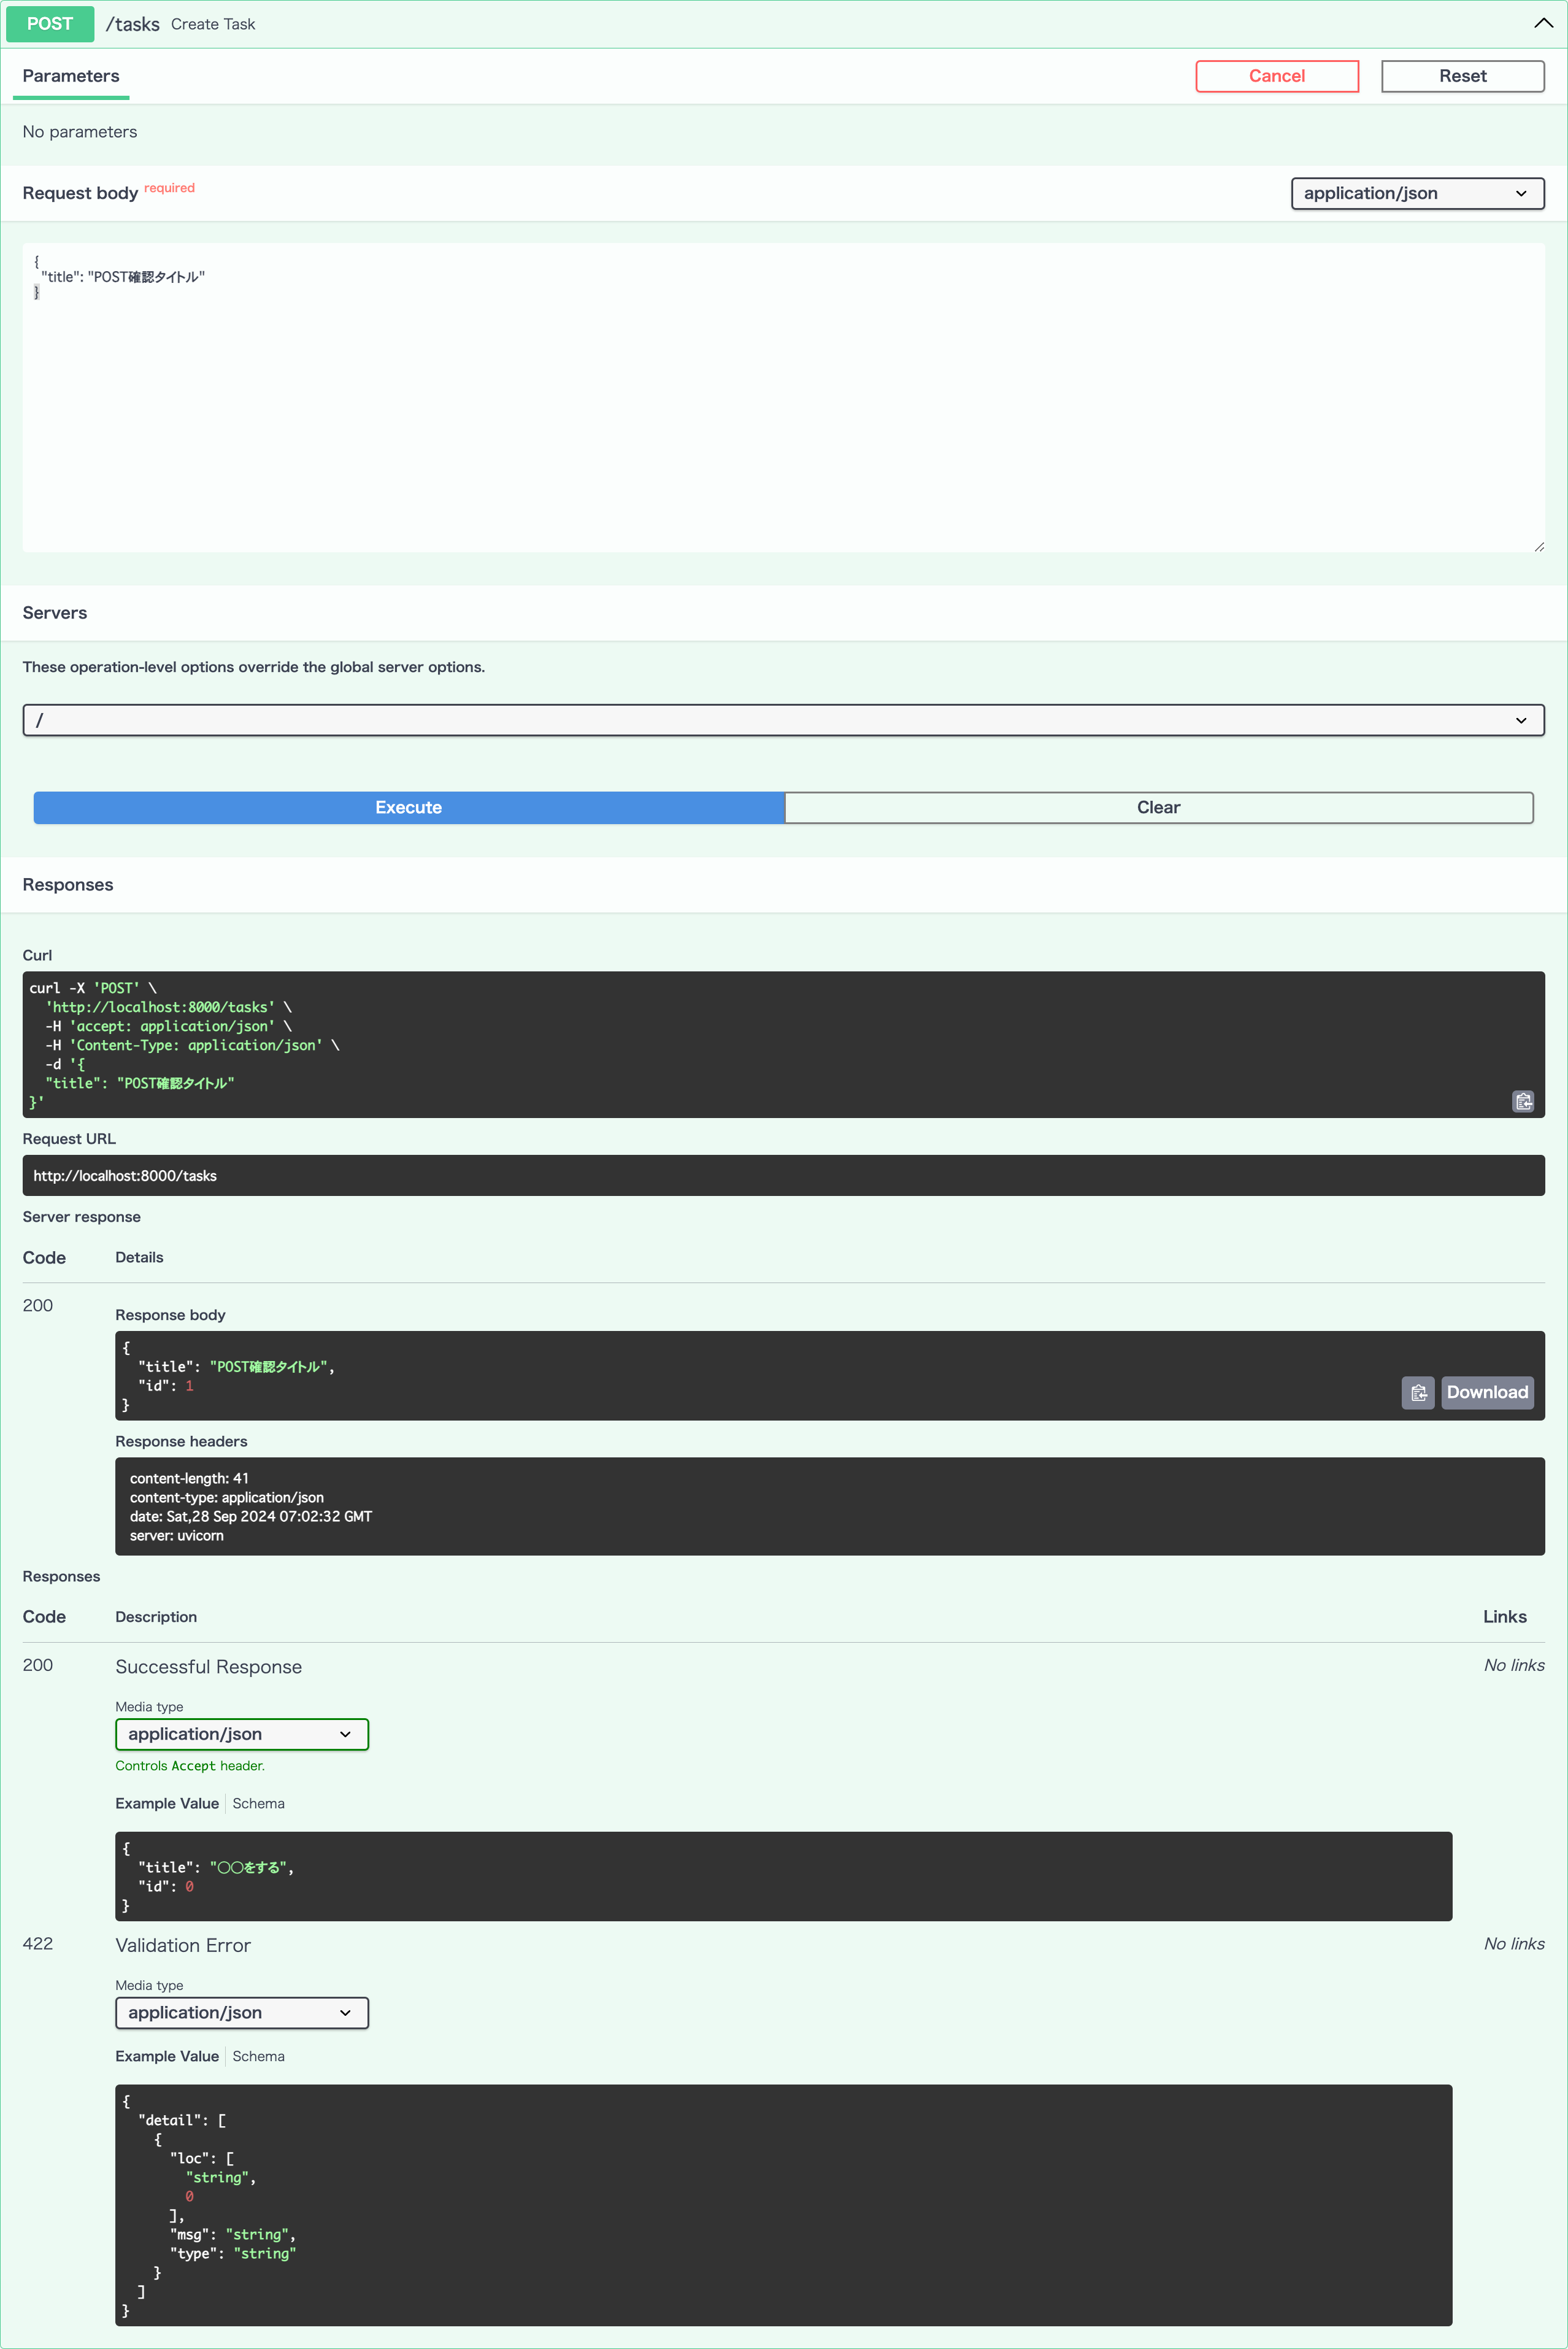 POST /tasks Create Task
Parameters
Cancel
Reset
No parameters
Request body required
application/json
{
  "title": "POST確認タイトル"
}
Servers
These operation-level options override the global server options.
/
Execute
Clear
Responses
Curl
curl -X 'POST' \
  'http://localhost:8000/tasks' \
  -H 'accept: application/json' \
  -H 'Content-Type: application/json' \
  -d '{
  "title": "POST確認タイトル"
}'
Request URL
http://localhost:8000/tasks
Server response
Code Details
200
Response body
{
  "title": "POST確認タイトル",
  "id": 1
}
Download
Response headers
content-length: 41
content-type: application/json
date: Sat,28 Sep 2024 07:02:32 GMT
server: uvicorn
Responses
Code Description Links
200 Successful Response No links
Media type
application/json
Controls Accept header.
Example Value Schema
{
  "title": "〇〇をする",
  "id": 0
}
422 Validation Error No links
Media type
application/json
Example Value Schema
{
  "detail": [
    {
      "loc": [
        "string",
        0
      ],
      "msg": "string",
      "type": "string"
    }
  ]
}